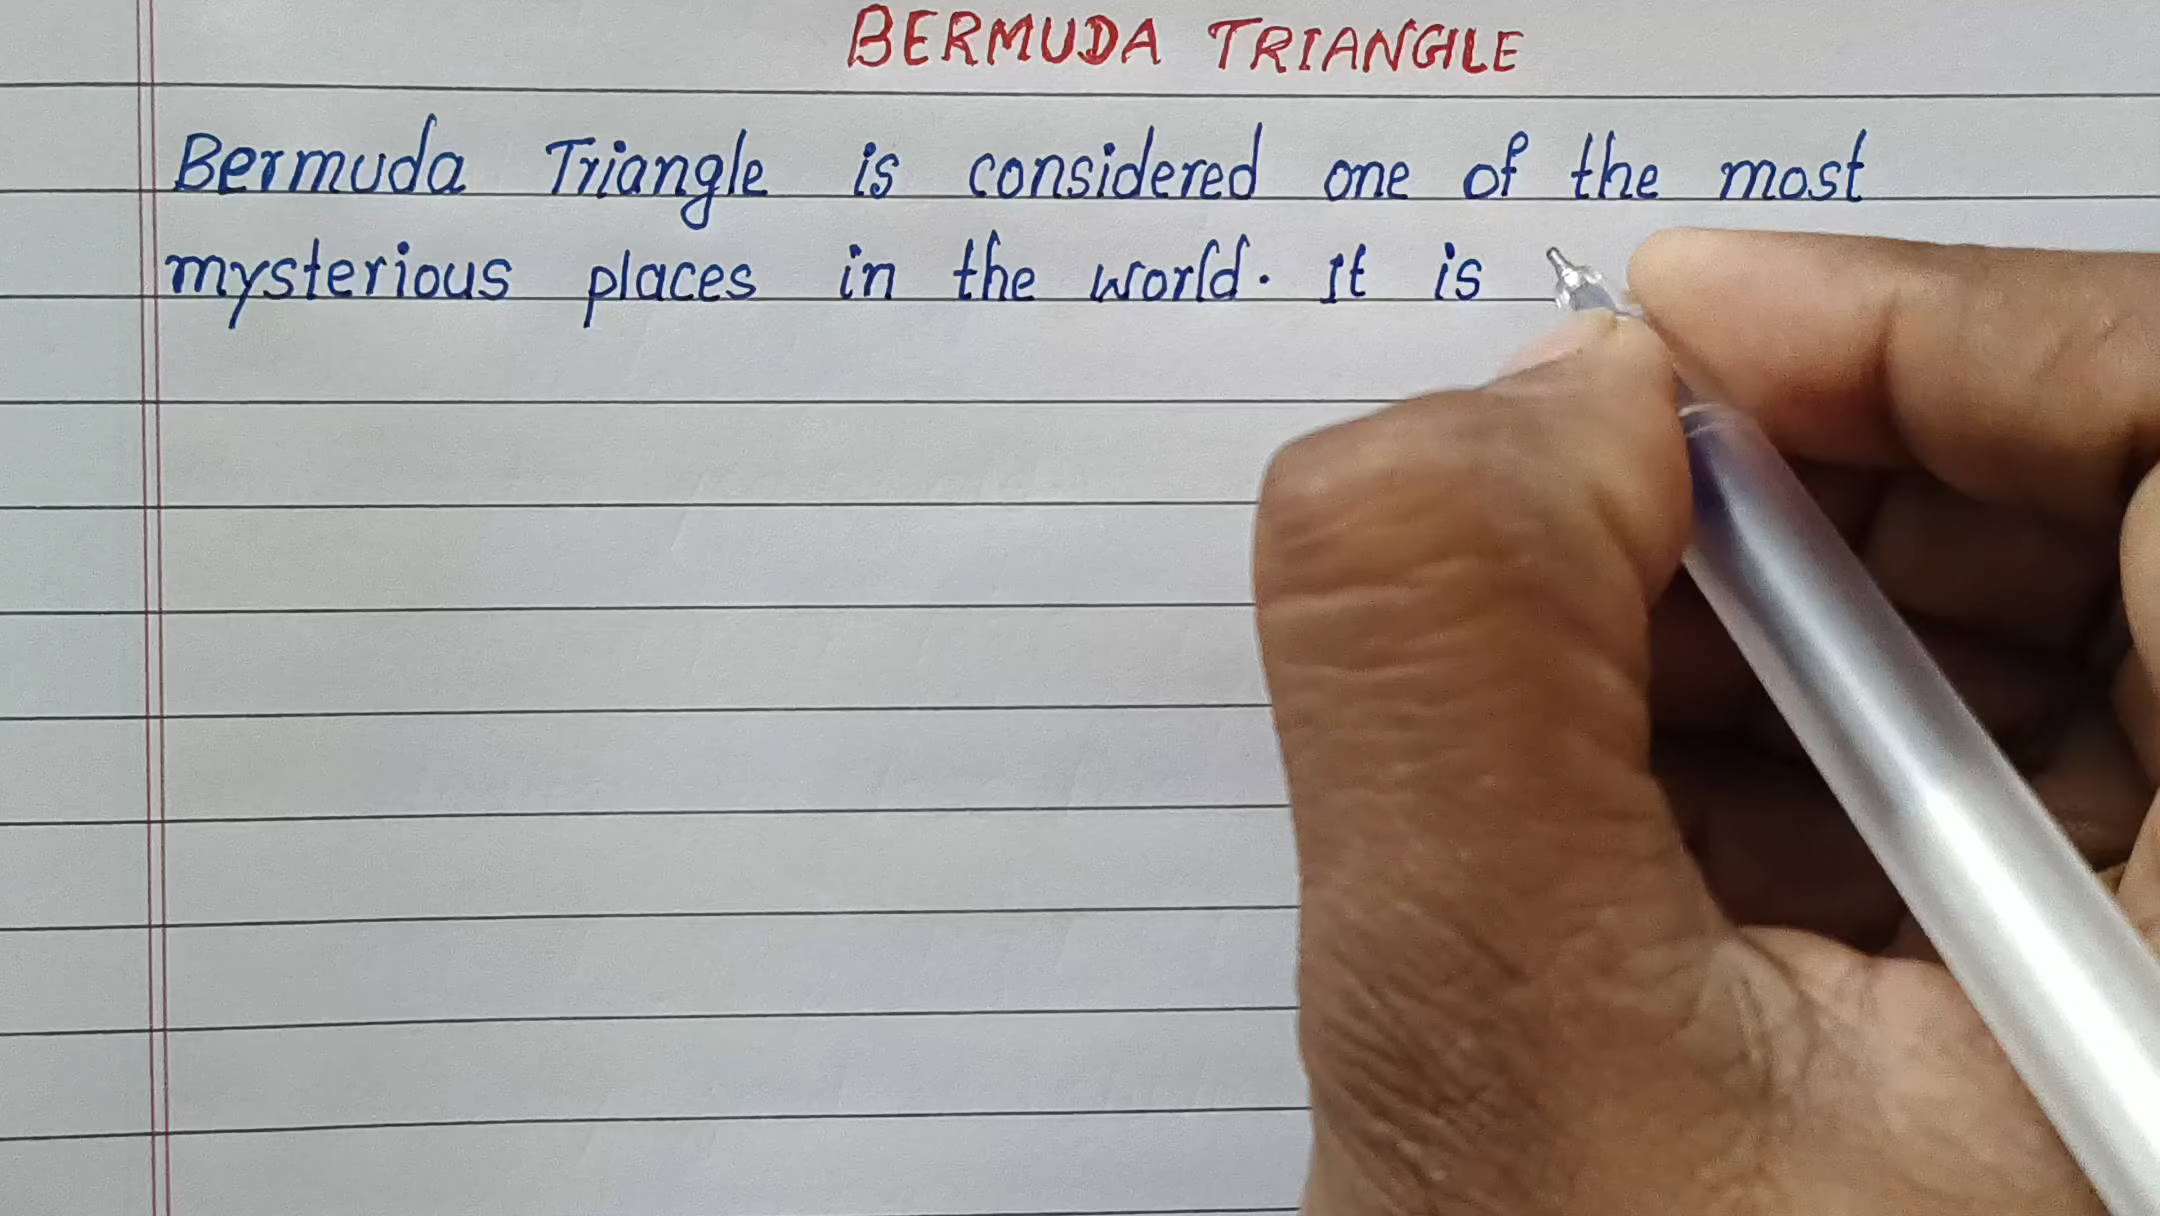 BERMUDA TRIANGLE
Bermuda Triangle is considered one of the most
mysterious places in the world. It is